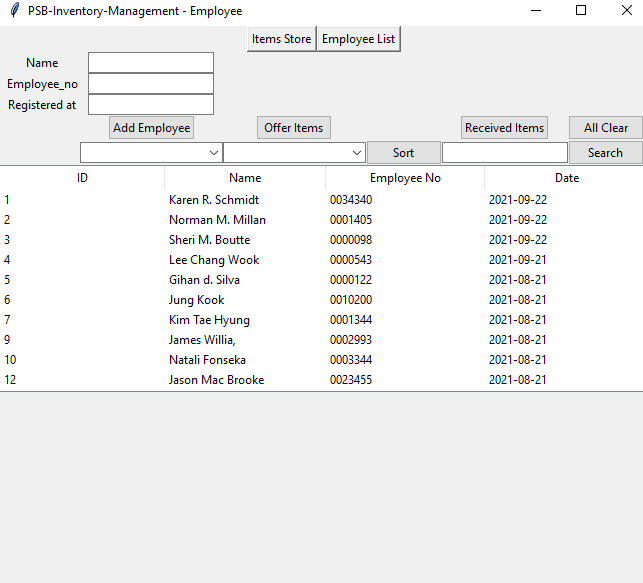 PSB-Inventory-Management - Employee
Items Store Employee List
Name
Employee_no
Registered at
Add Employee Offer Items Received Items All Clear
Sort Search
ID Name Employee No Date
1 Karen R. Schmidt 0034340 2021-09-22
2 Norman M. Millan 0001405 2021-09-22
3 Sheri M. Boutte 0000098 2021-09-22
4 Lee Chang Wook 0000543 2021-09-21
5 Gihan d. Silva 0000122 2021-08-21
6 Jung Kook 0010200 2021-08-21
7 Kim Tae Hyung 0001344 2021-08-21
9 James Willia, 0002993 2021-08-21
10 Natali Fonseka 0003344 2021-08-21
12 Jason Mac Brooke 0023455 2021-08-21